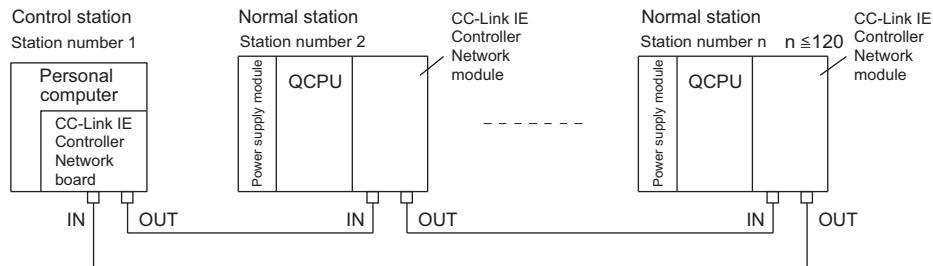 Control station
Station number 1
Personal
computer
CC-Link IE
Controller
Network
board
IN
OUT
Normal station
Station number 2
Power supply module
QCPU
CC-Link IE
Controller
Network
module
IN
OUT
Normal station
Station number n n ≦120
Power supply module
QCPU
CC-Link IE
Controller
Network
module
IN
OUT